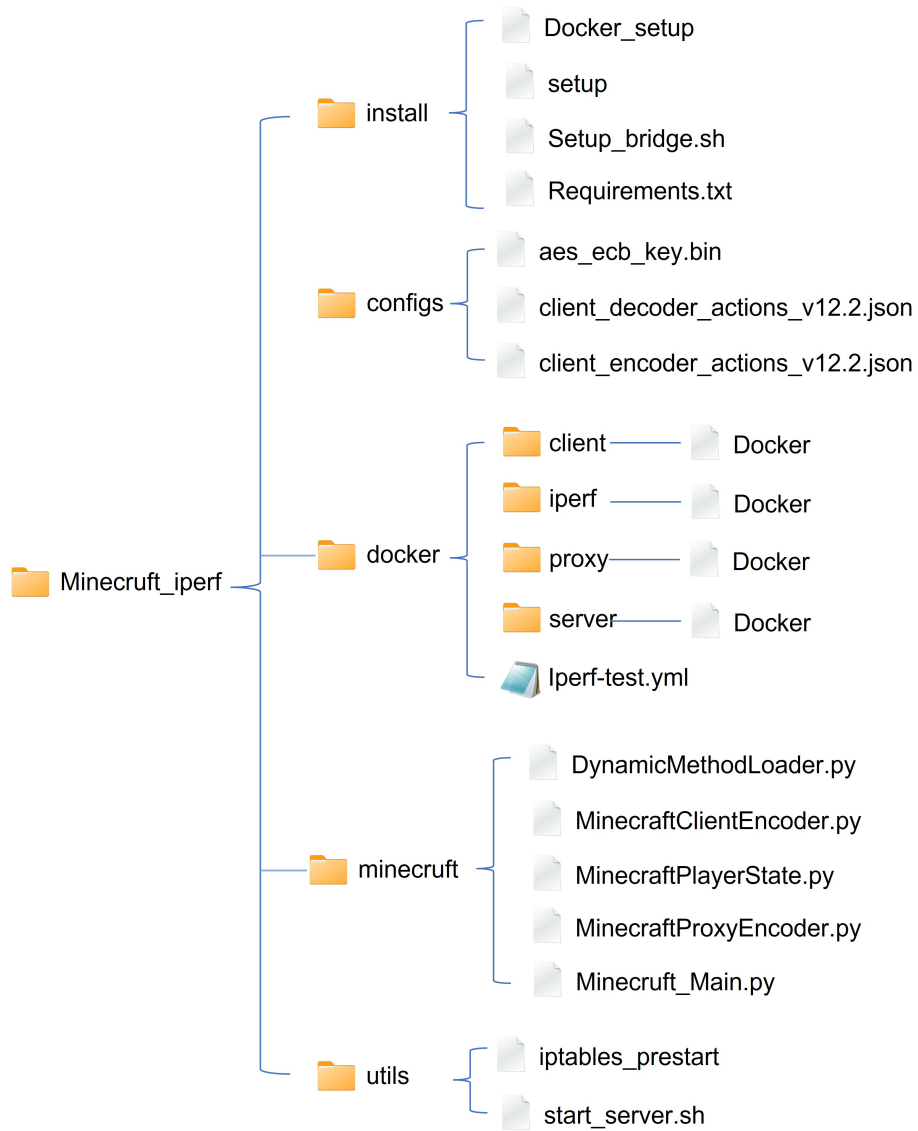 Minecruft_iperf
install
Docker_setup
setup
Setup_bridge.sh
Requirements.txt
configs
aes_ecb_key.bin
client_decoder_actions_v12.2.json
client_encoder_actions_v12.2.json
docker
client
Docker
iperf
Docker
proxy
Docker
server
Docker
Iperf-test.yml
minecruft
DynamicMethodLoader.py
MinecraftClientEncoder.py
MinecraftPlayerState.py
MinecraftProxyEncoder.py
Minecruft_Main.py
utils
iptables_prestart
start_server.sh